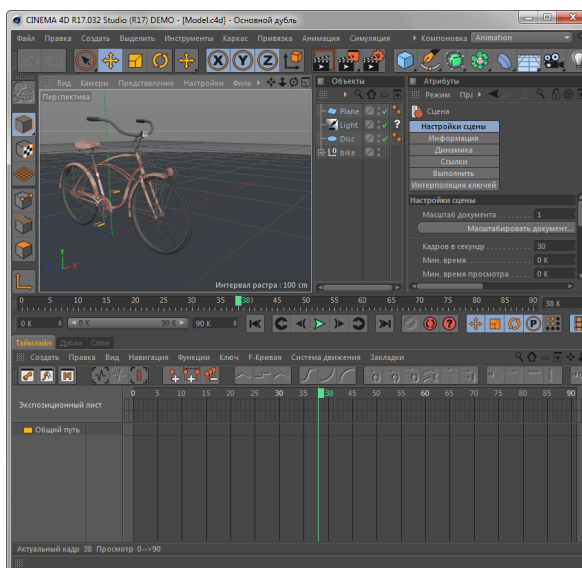 CINEMA 4D R17.032 Studio (R17) DEMO - [Model.c4d] - Основной дубль
Файл Правка Создать Выделить Инструменты Каркас Привязка Анимация Симуляция Компоновка Animation
X Y Z
Вид Камеры Представление Настройки Филь
Перспектива
Интервал растра : 100 cm
Y
X
Объекты
Plane
Light ?
Disc
bike
Атрибуты
Режим
Сцена
Настройки сцены
Информация
Динамика
Ссылки
Выполнить
Интерполяция ключей
Настройки сцены
Масштаб документа 1
Масштабировать документ...
Кадров в секунду 30
Мин. время 0 K
Мин. время просмотра 0 K
0 5 10 15 20 25 30 35 38 45 50 55 60 65 70 75 80 85 90 38 K
0 K 0 K 90 K 90 K
P
Таймлайн Дубли Слои
Создать Правка Вид Навигация Функции Ключ F-Кривая Система движения Закладки
0 5 10 15 20 25 30 35 38 45 50 55 60 65 70 75 80 85 90
Экспозиционный лист
Общий путь
Актуальный кадр 38 Просмотр 0-->90